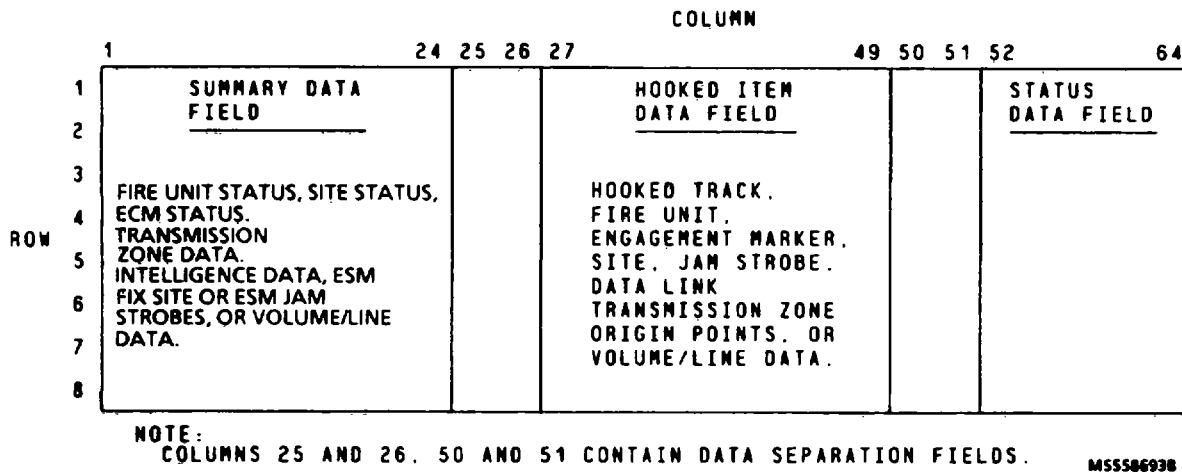 COLUMN
1 24 25 26 27 49 50 51 52 64
1 SUMMARY DATA HOOKED ITEM STATUS
FIELD DATA FIELD DATA FIELD
2
3
FIRE UNIT STATUS, SITE STATUS, HOOKED TRACK,
4 ECM STATUS. FIRE UNIT,
ROW TRANSMISSION ENGAGEMENT MARKER,
5 ZONE DATA. SITE, JAM STROBE.
INTELLIGENCE DATA, ESM DATA LINK
6 FIX SITE OR ESM JAM TRANSMISSION ZONE
STROBES, OR VOLUME/LINE ORIGIN POINTS, OR
7 DATA. VOLUME/LINE DATA.
8
NOTE:
COLUMNS 25 AND 26, 50 AND 51 CONTAIN DATA SEPARATION FIELDS.
MS558693B